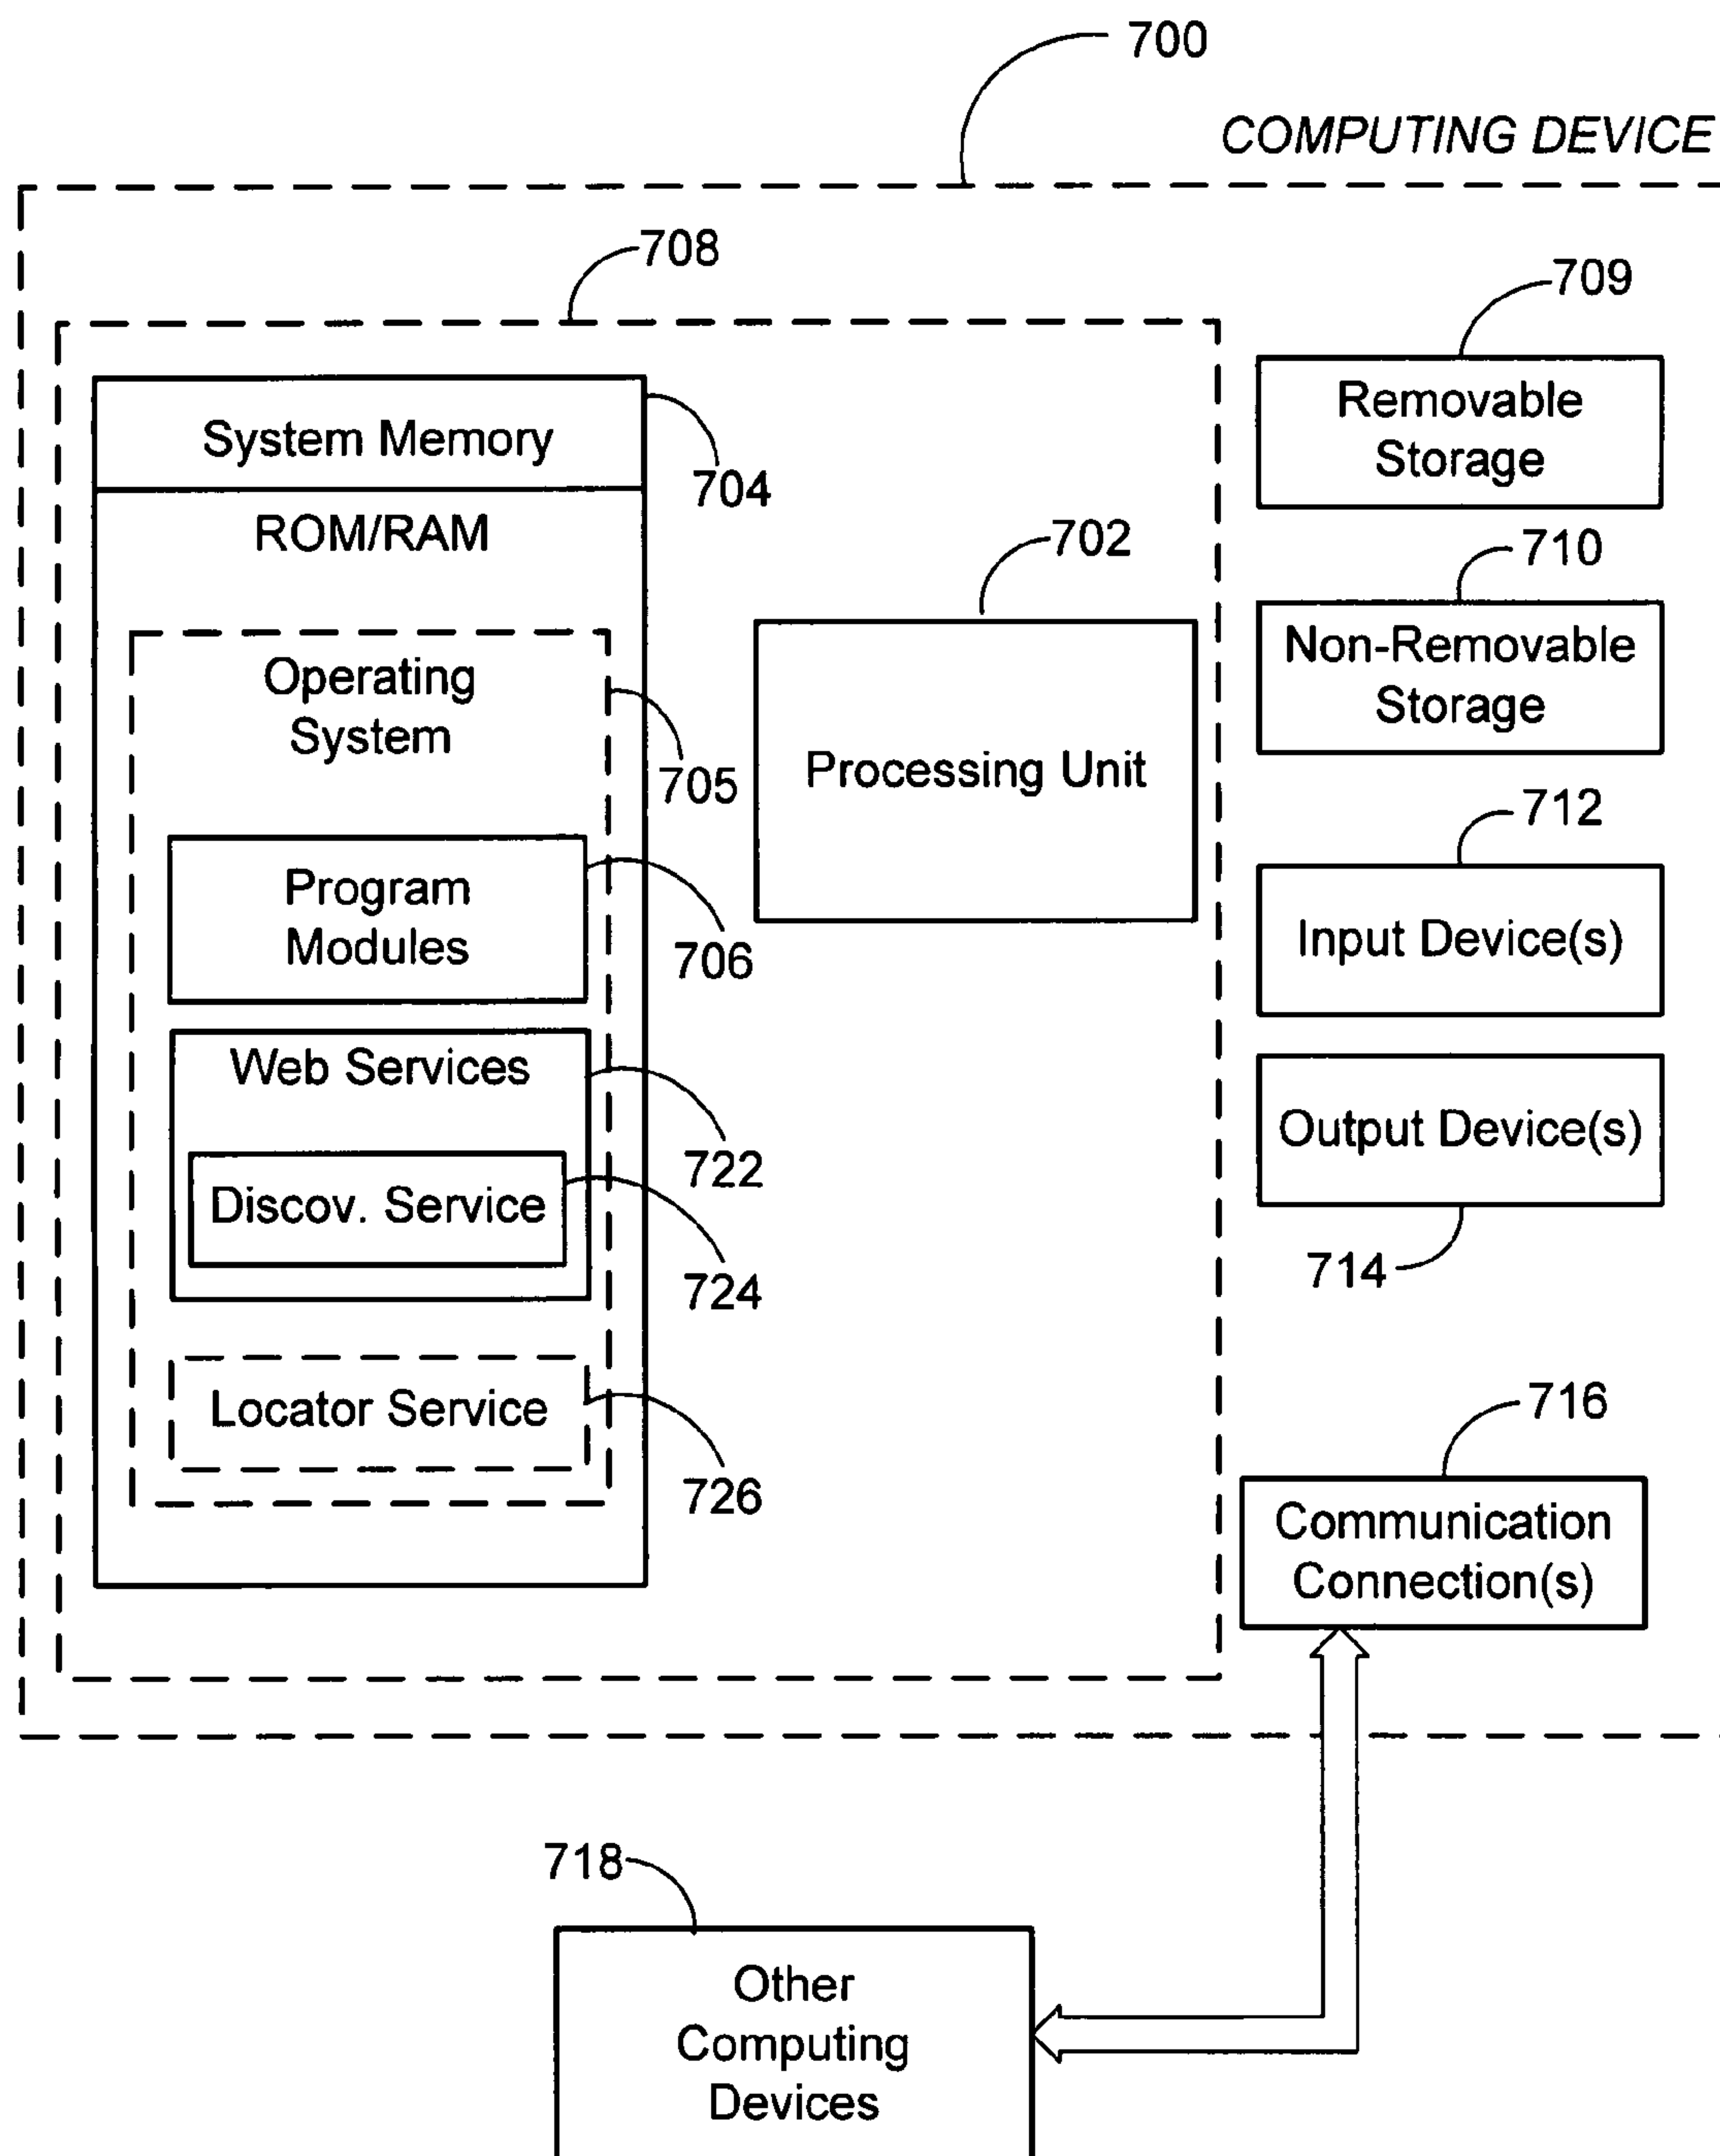 700
COMPUTING DEVICE
708
709
Removable
Storage
System Memory
704
ROM/RAM
702
710
Non-Removable
Storage
Operating
System
705
Processing Unit
712
Input Device(s)
Program
Modules
706
Web Services
722
Output Device(s)
Discov. Service
724
714
Locator Service
726
716
Communication
Connection(s)
718
Other
Computing
Devices